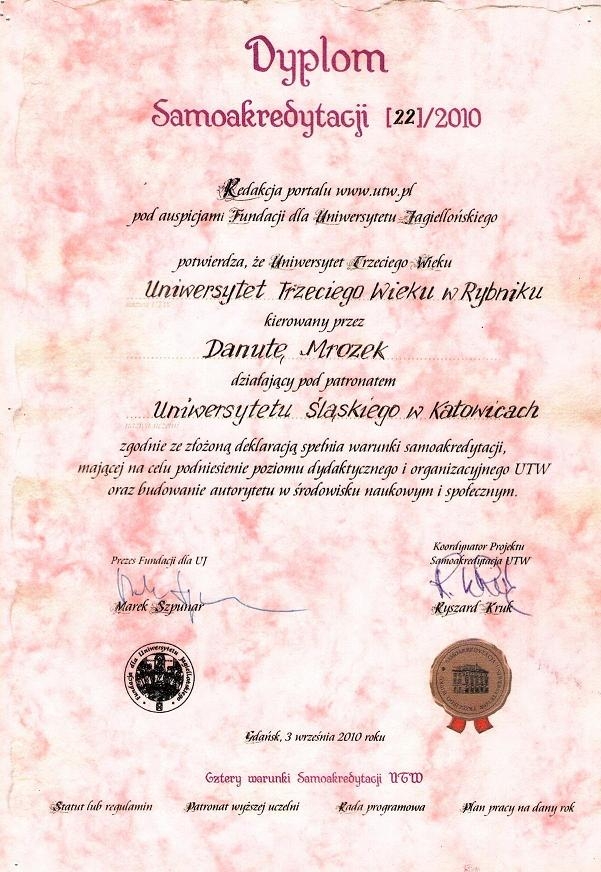 Dyplom
Samoakredytacji [22]/2010
Redakcja portalu www.utw.pl
pod auspicjami Fundacji dla Uniwersytetu Jagiellońskiego
potwierdza, że Uniwersytet Trzeciego Wieku
Uniwersytet Trzeciego Wieku w Rybniku
kierowany przez
Danutę Mrozek
działający pod patronatem
Uniwersytetu Śląskiego w Katowicach
zgodnie ze złożoną deklaracją spełnia warunki samoakredytacji,
mającej na celu podniesienie poziomu dydaktycznego i organizacyjnego UTW
oraz budowanie autorytetu w środowisku naukowym i społecznym.
Prezes Fundacji dla UJ
Marek Szpunar
Koordynator Projektu
Samoakredytacja UTW
Ryszard Kruk
Fundacja dla Uniwersytetu Jagiellońskiego
Gdańsk, 3 września 2010 roku
Cztery warunki Samoakredytacji UTW
Statut lub regulamin Patronat wyższej uczelni Rada programowa Plan pracy na dany rok